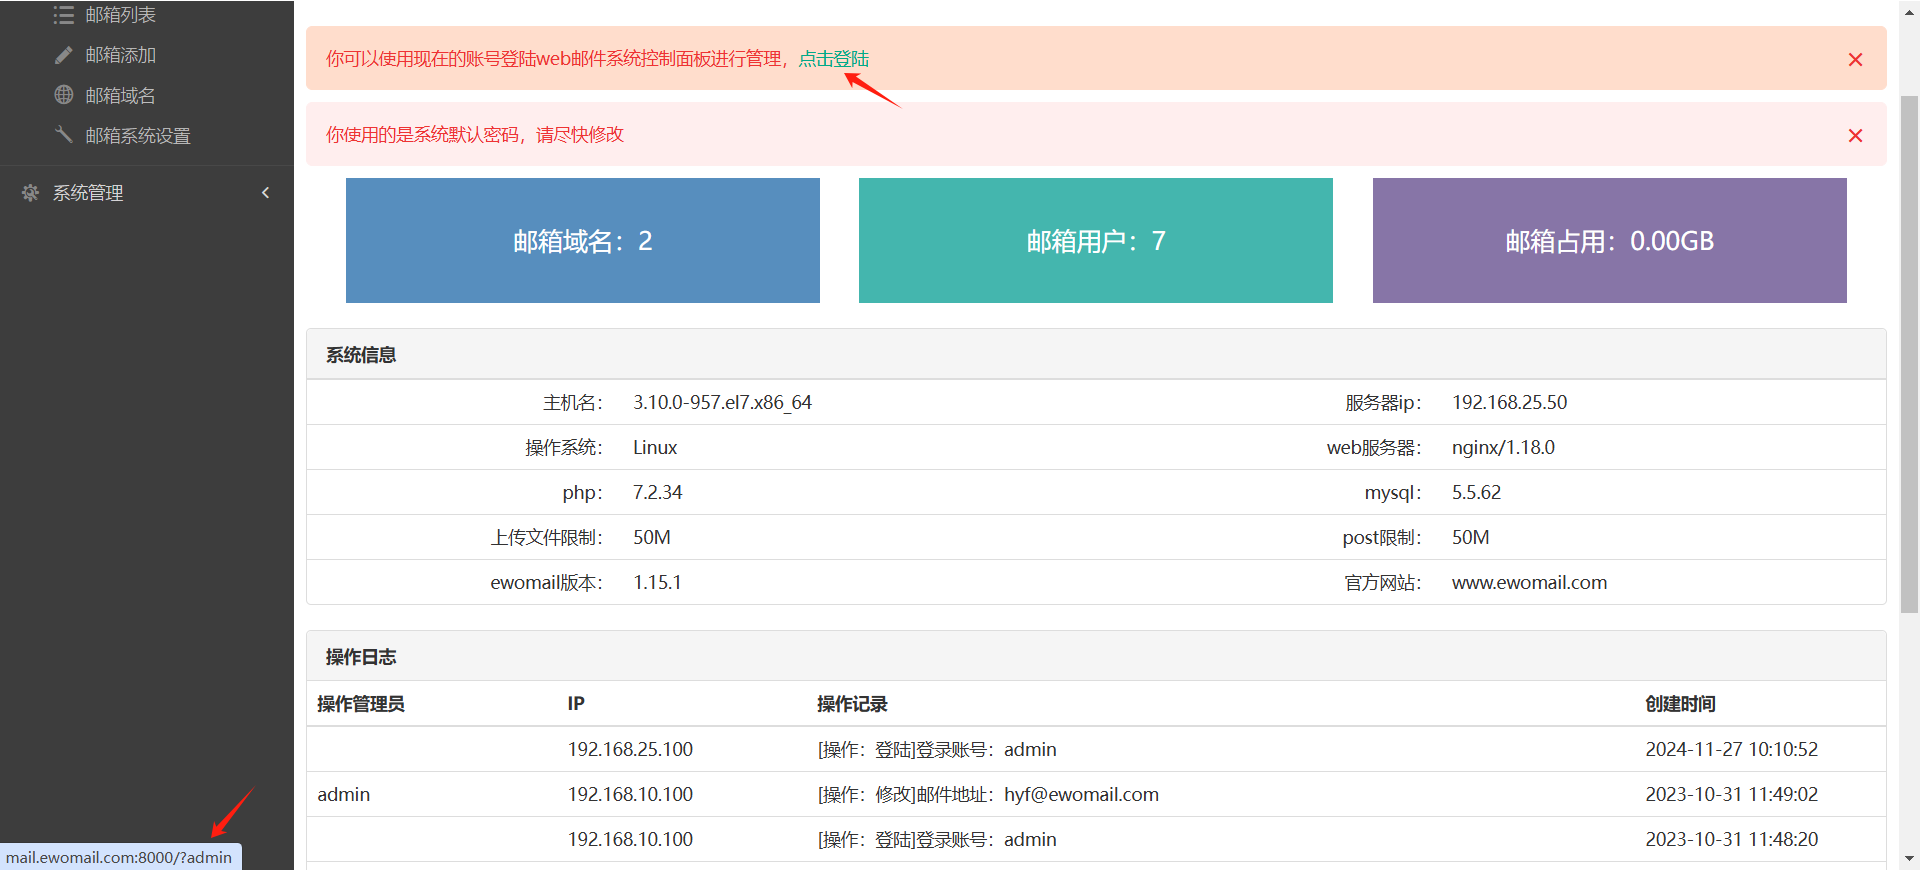 邮箱列表
邮箱添加
邮箱域名
邮箱系统设置
系统管理
你可以使用现在的账号登陆web邮件系统控制面板进行管理，点击登陆
你使用的是系统默认密码，请尽快修改
邮箱域名：2
邮箱用户：7
邮箱占用：0.00GB
系统信息
主机名： 3.10.0-957.el7.x86_64 服务器ip： 192.168.25.50
操作系统： Linux web服务器： nginx/1.18.0
php： 7.2.34 mysql： 5.5.62
上传文件限制： 50M post限制： 50M
ewomail版本： 1.15.1 官方网站： www.ewomail.com
操作日志
操作管理员 IP 操作记录 创建时间
192.168.25.100 [操作：登陆]登录账号：admin 2024-11-27 10:10:52
admin 192.168.10.100 [操作：修改]邮件地址：hyf@ewomail.com 2023-10-31 11:49:02
192.168.10.100 [操作：登陆]登录账号：admin 2023-10-31 11:48:20
mail.ewomail.com:8000/?admin